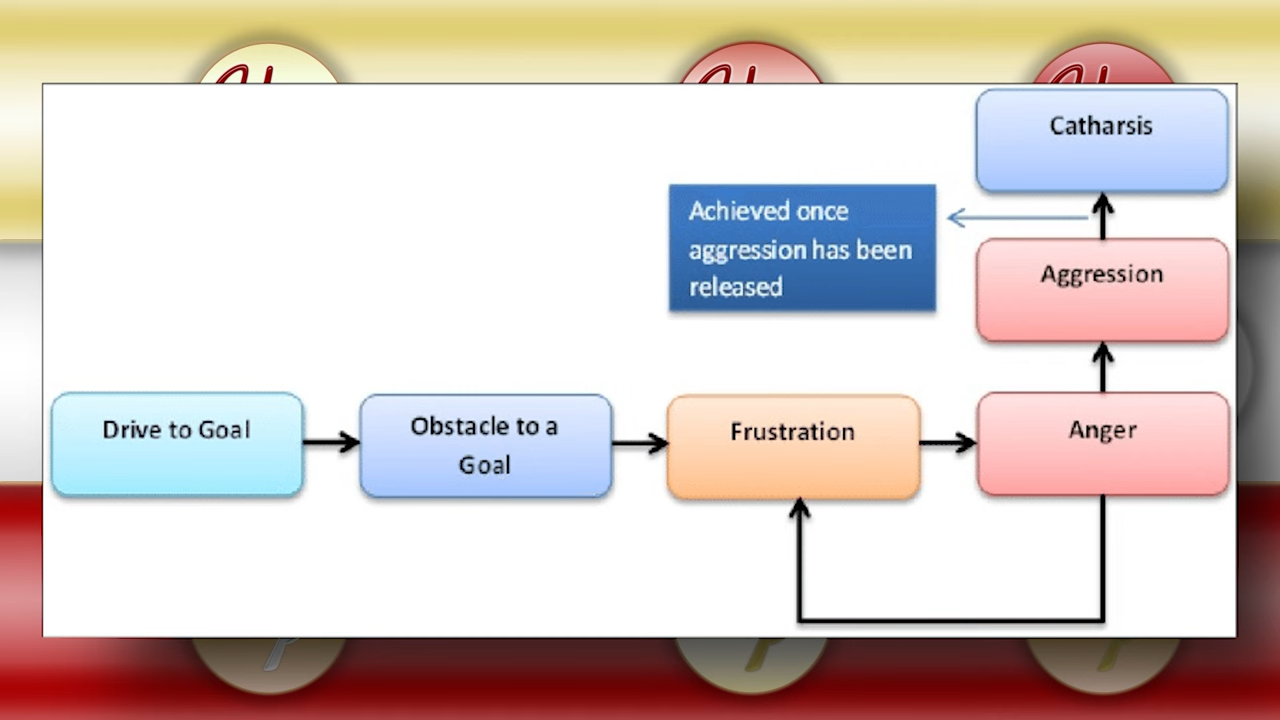 Catharsis
Achieved once
aggression has been
released
Aggression
Drive to Goal
Obstacle to a
Goal
Frustration
Anger